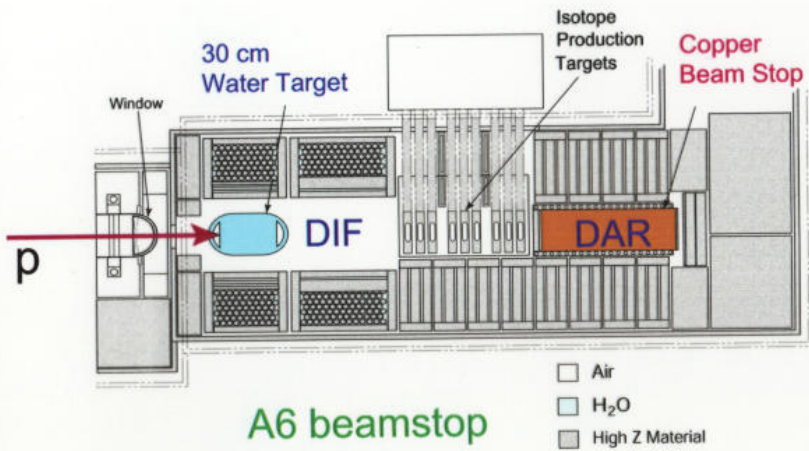 Isotope
Production
Targets
30 cm
Water Target
Copper
Beam Stop
Window
DIF
DAR
p
Air
H₂O
High Z Material
A6 beamstop